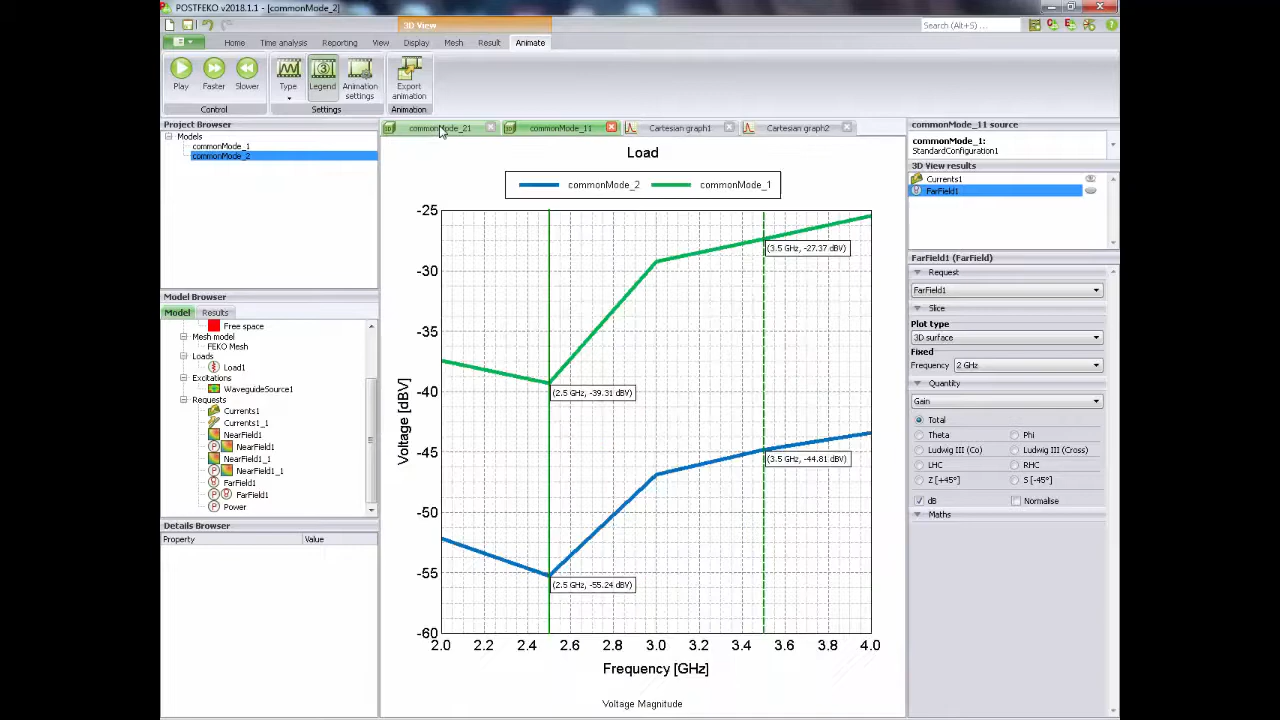 POSTFEKO v2018.1.1 - [commonMode_2]
3D View
Search (Alt+S) ...
Home
Time analysis
Reporting
View
Display
Mesh
Result
Animate
Play
Faster
Slower
Type
Legend
Animation settings
Export animation
Control
Settings
Animation
Project Browser
Models
commonMode_1
commonMode_2
commonMode_21
commonMode_11
Cartesian graph1
Cartesian graph2
Load
commonMode_2
commonMode_1
-25
-30
-35
-40
-45
-50
-55
-60
Voltage [dBV]
(3.5 GHz, -27.37 dBV)
(2.5 GHz, -39.31 dBV)
(3.5 GHz, -44.81 dBV)
(2.5 GHz, -55.24 dBV)
2.0 2.2 2.4 2.6 2.8 3.0 3.2 3.4 3.6 3.8 4.0
Frequency [GHz]
Voltage Magnitude
Model Browser
Model
Results
Free space
Mesh model
FEKO Mesh
Loads
Load1
Excitations
WaveguideSource1
Requests
Currents1
Currents1_1
NearField1
NearField1
NearField1_1
NearField1_1
FarField1
FarField1
Power
Details Browser
Property
Value
commonMode_11 source
commonMode_1:
StandardConfiguration1
3D View results
Currents1
FarField1
FarField1 (FarField)
Request
FarField1
Slice
Plot type
3D surface
Fixed
Frequency
2 GHz
Quantity
Gain
Total
Theta
Phi
Ludwig III (Co)
Ludwig III (Cross)
LHC
RHC
Z [+45°]
S [-45°]
dB
Normalise
Maths